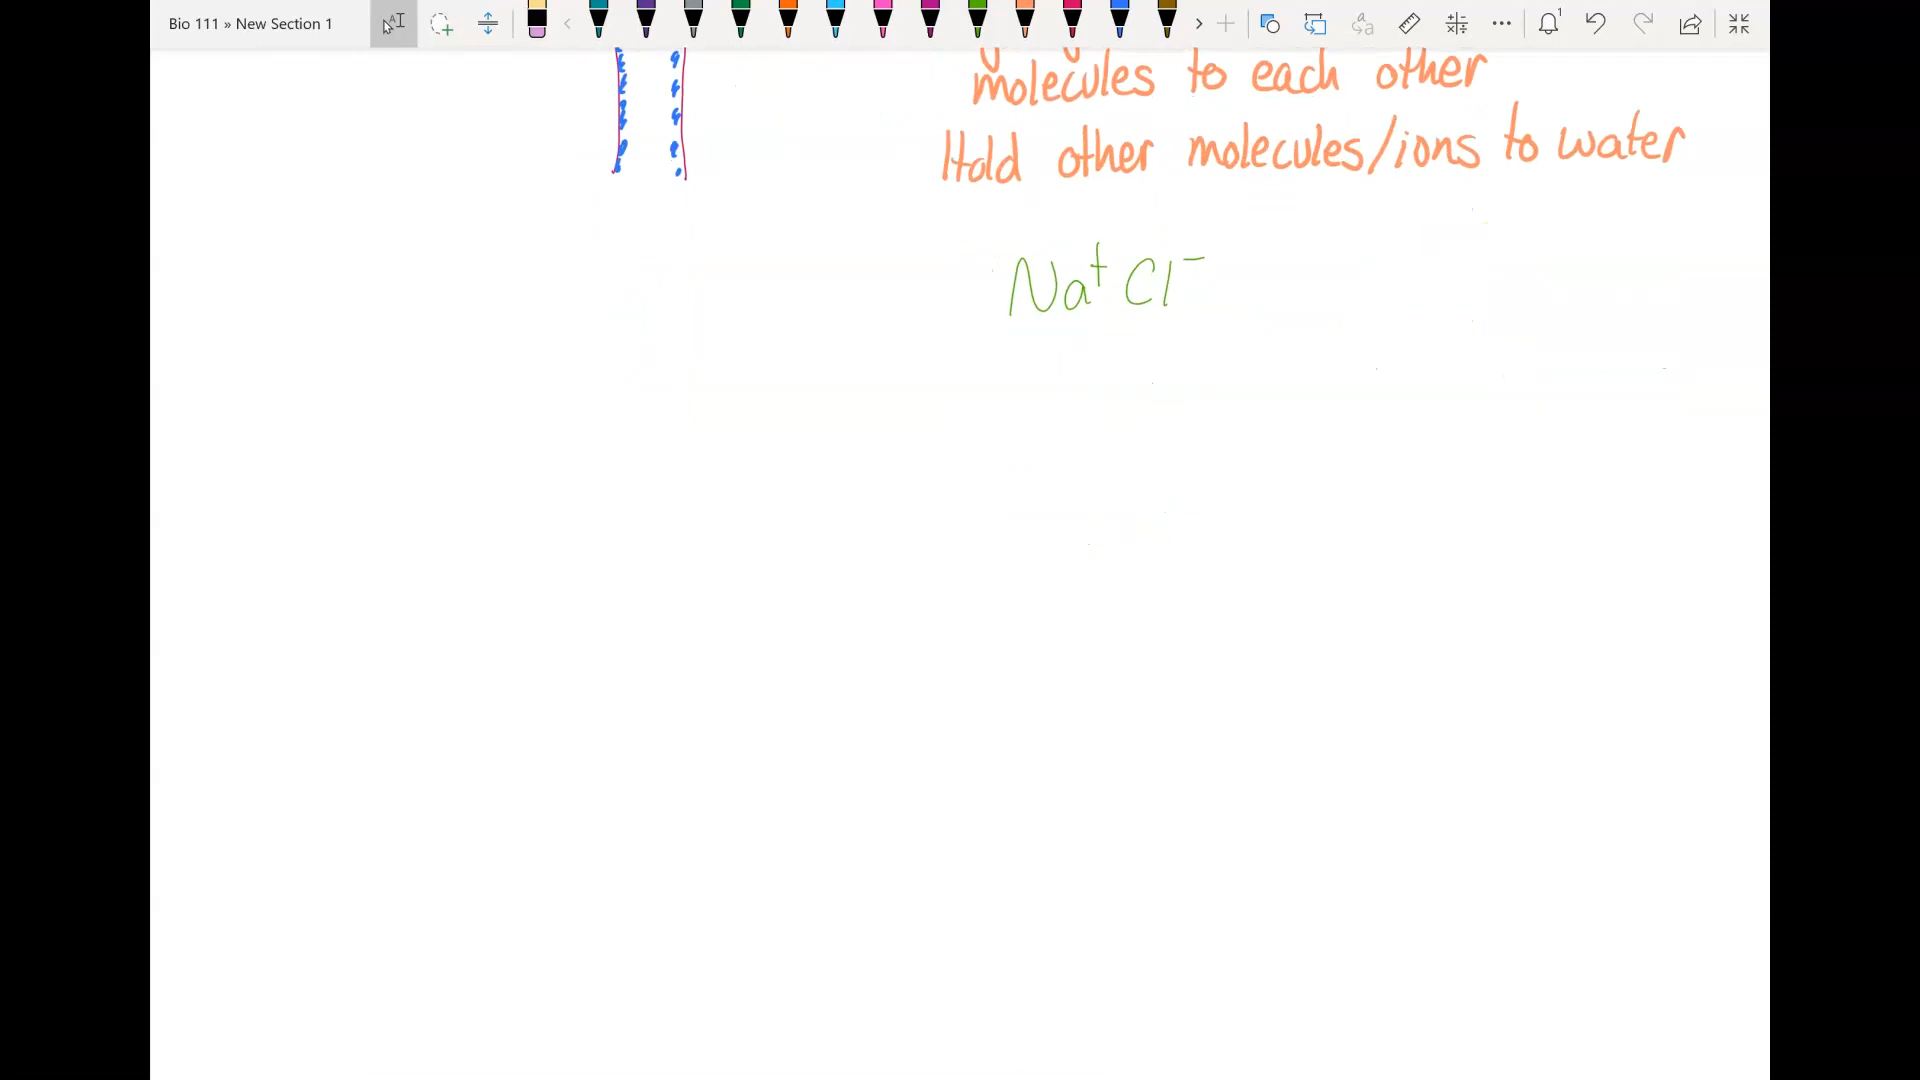 Bio 111 » New Section 1
molecules to each other
Hold other molecules/ions to water
Na⁺ Cl⁻